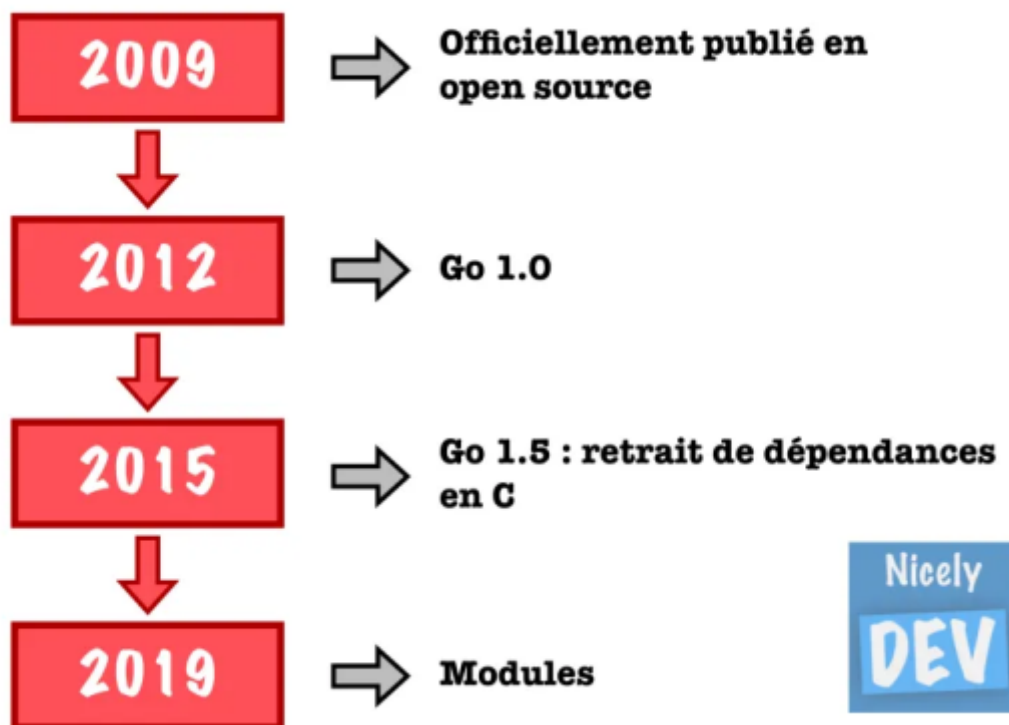 2009
Officiellement publié en
open source
2012
Go 1.0
2015
Go 1.5 : retrait de dépendances
en C
2019
Modules
Nicely
DEV